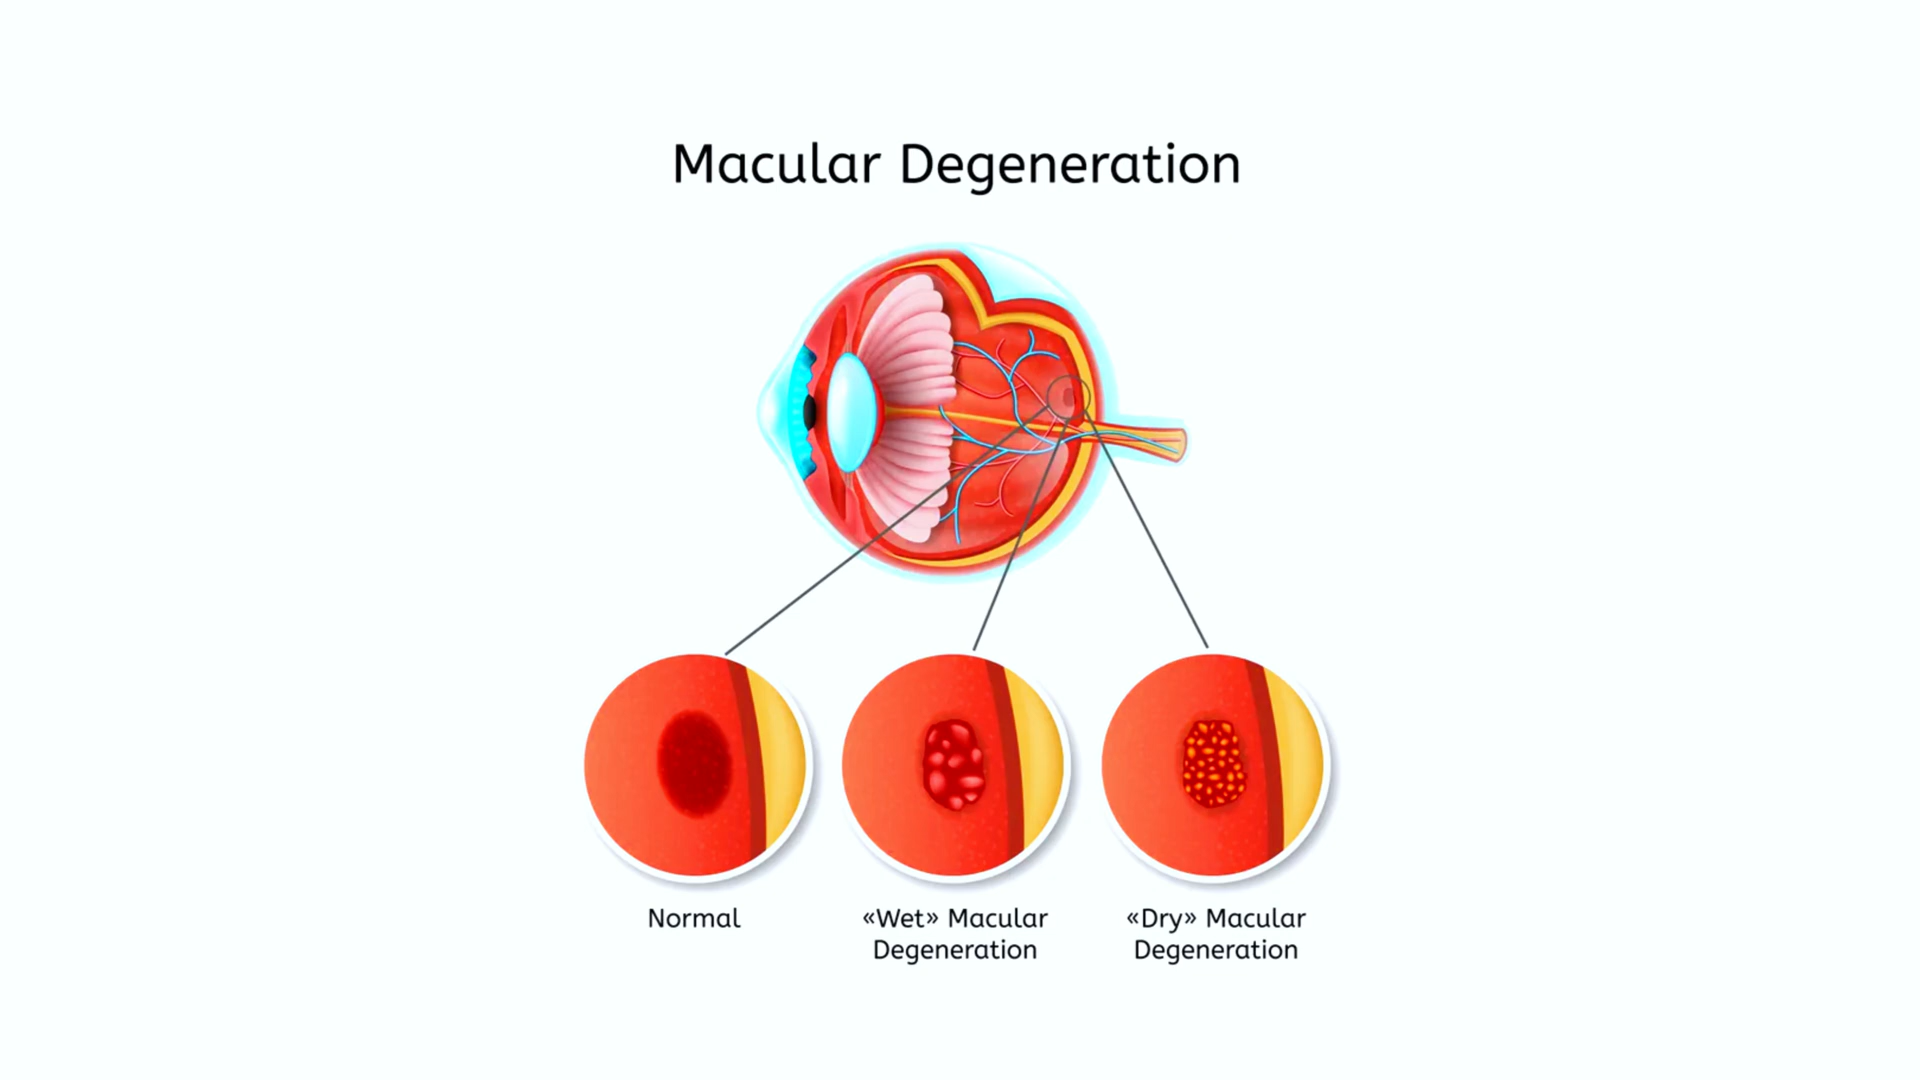 Macular Degeneration
Normal
«Wet» Macular
Degeneration
«Dry» Macular
Degeneration